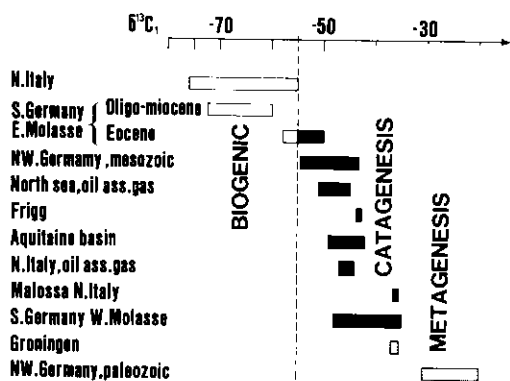 δ¹³C₁ -70 -50 -30
N.Italy
S.Germany { Oligo-miocene
E.Molasse { Eocene
NW.Germamy,mesozoic
North sea,oil ass.gas
Frigg
Aquitaine basin
N.Italy,oil ass.gas
Malossa N.Italy
S.Germany W.Molasse
Groningen
NW.Germany,paleozoic
BIOGENIC
CATAGENESIS
METAGENESIS